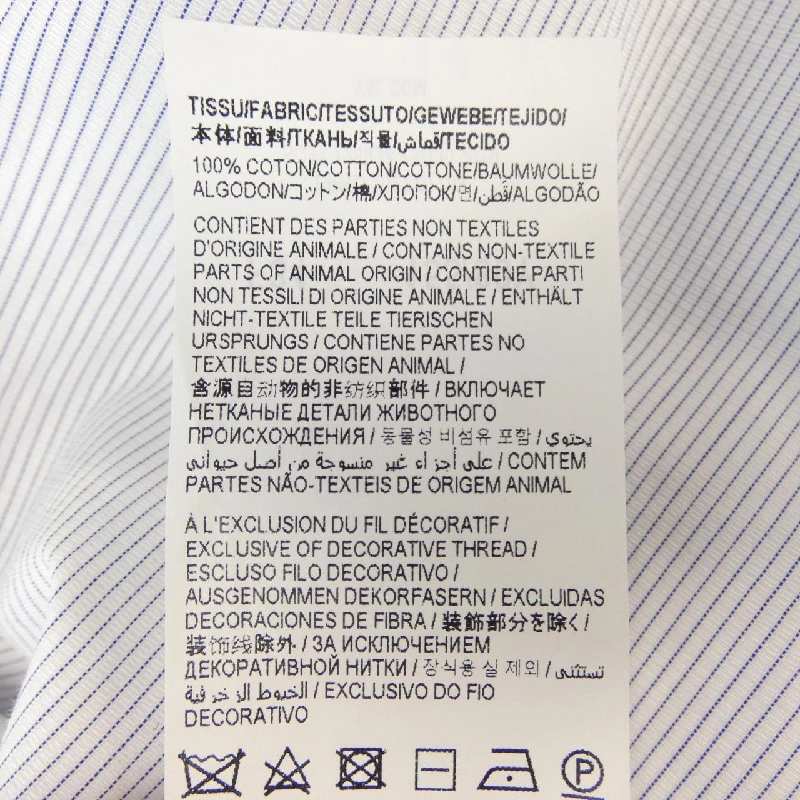 TISSU/FABRIC/TESSUTO/GEWEBE/TEJiDO/
本体/面料/ТКАНЬ/직물/قماش/TECIDO
100% COTON/COTTON/COTONE/BAUMWOLLE/
ALGODON/コットン/棉/ХЛОПОК/면/قطن/ALGODÃO
CONTIENT DES PARTIES NON TEXTILES
D'ORIGINE ANIMALE / CONTAINS NON-TEXTILE
PARTS OF ANIMAL ORIGIN / CONTIENE PARTI
NON TESSILI DI ORIGINE ANIMALE / ENTHÄLT
NICHT-TEXTILE TEILE TIERISCHEN
URSPRUNGS / CONTIENE PARTES NO
TEXTILES DE ORIGEN ANIMAL /
含源自动物的非纺织部件 / ВКЛЮЧАЕТ
НЕТКАНЫЕ ДЕТАЛИ ЖИВОТНОГО
ПРОИСХОЖДЕНИЯ / 동물성 비섬유 포함 / يحتوي
على أجزاء غير منسوجة من أصل حيواني / CONTEM
PARTES NÃO-TEXTEIS DE ORIGEM ANIMAL
À L'EXCLUSION DU FIL DÉCORATIF /
EXCLUSIVE OF DECORATIVE THREAD /
ESCLUSO FILO DECORATIVO /
AUSGENOMMEN DEKORFASERN / EXCLUIDAS
DECORACIONES DE FIBRA / 装飾部分を除く /
装饰线除外 / ЗА ИСКЛЮЧЕНИЕМ
ДЕКОРАТИВНОЙ НИТКИ / 장식용 실 제외 / تستثنى
الخيوط الزخرفية / EXCLUSIVO DO FIO
DECORATIVO
P